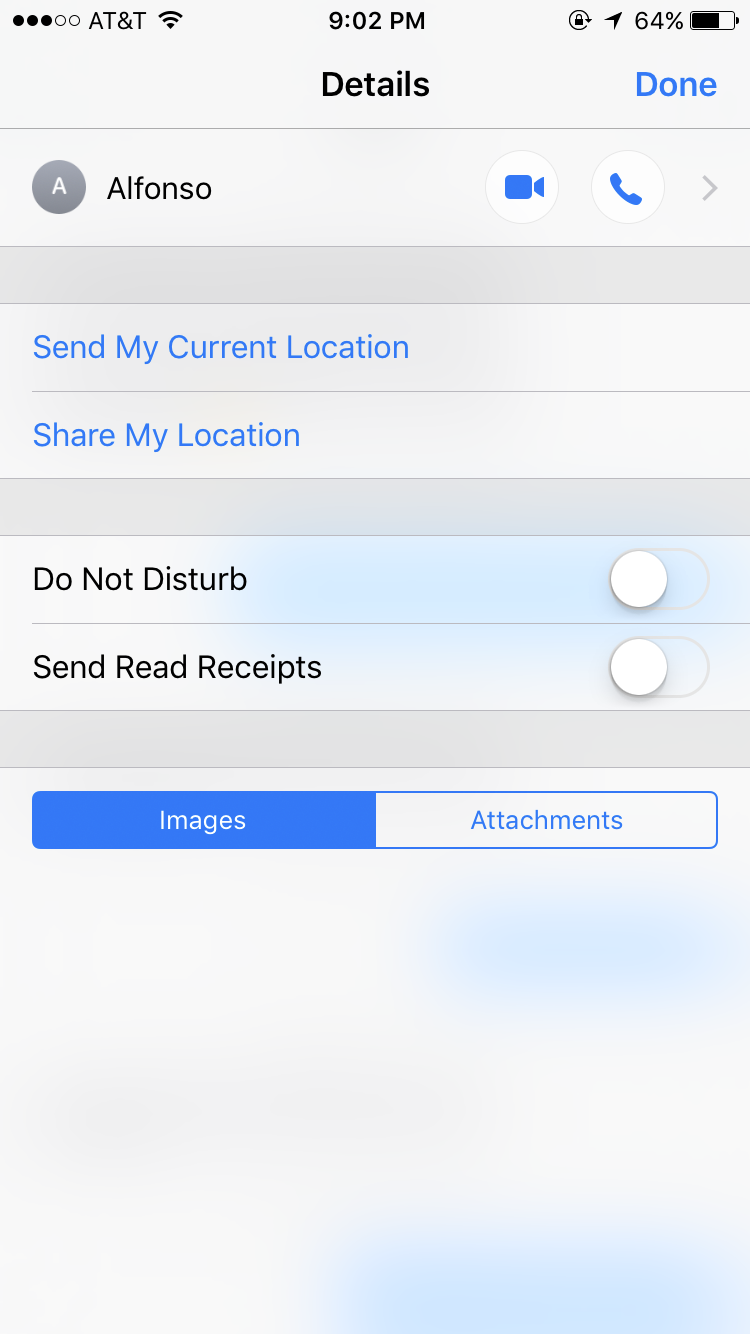 AT&T 9:02 PM 64%
Details Done
A Alfonso
Send My Current Location
Share My Location
Do Not Disturb
Send Read Receipts
Images Attachments